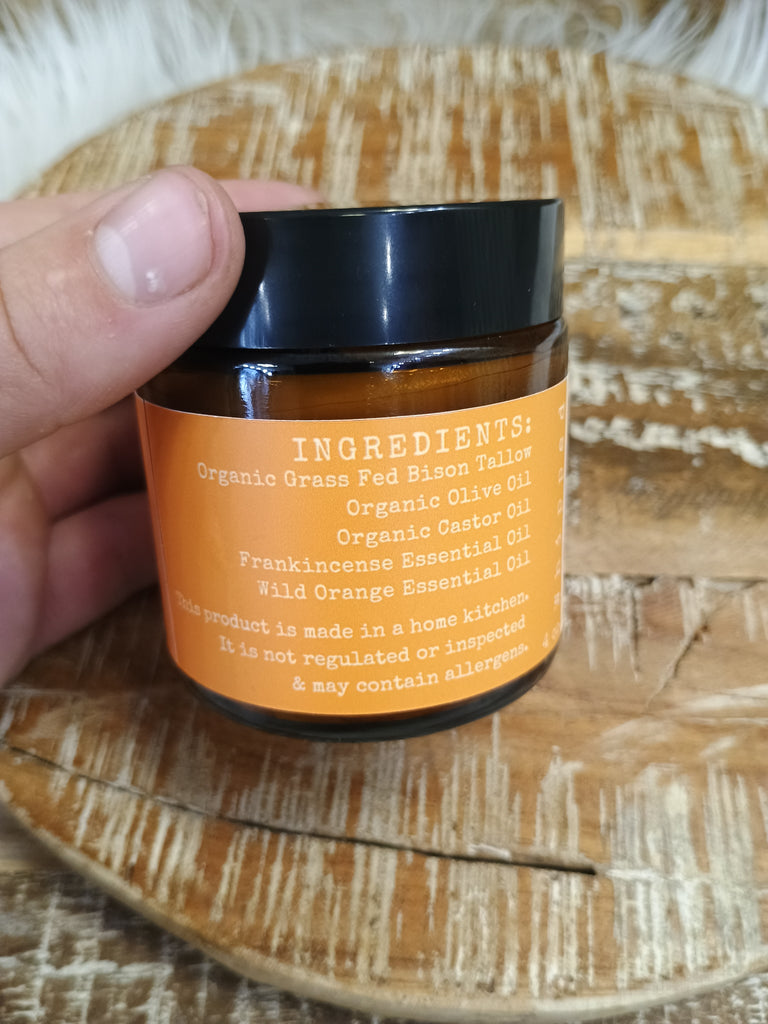 INGREDIENTS:
Organic Grass Fed Bison Tallow
Organic Olive Oil
Organic Castor Oil
Frankincense Essential Oil
Wild Orange Essential Oil
This product is made in a home kitchen.
It is not regulated or inspected
& may contain allergens.